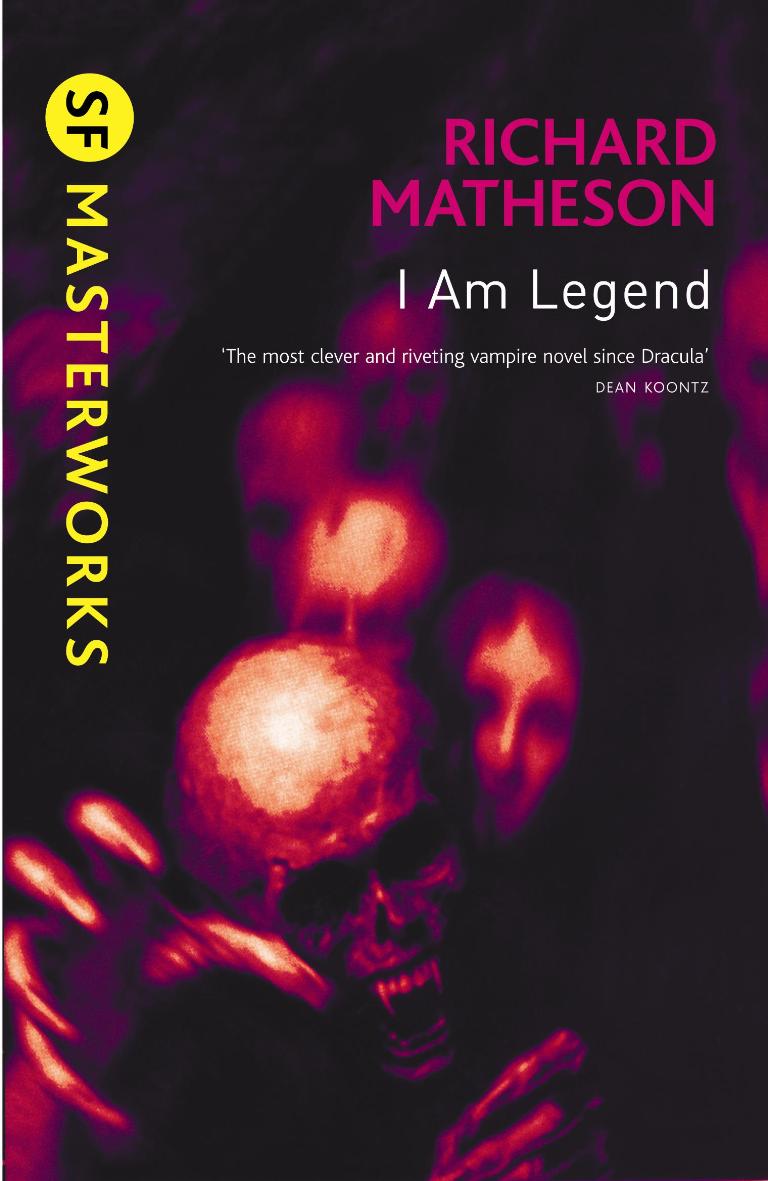 SF MASTERWORKS
RICHARD
MATHESON
I Am Legend
‘The most clever and riveting vampire novel since Dracula’
DEAN KOONTZ